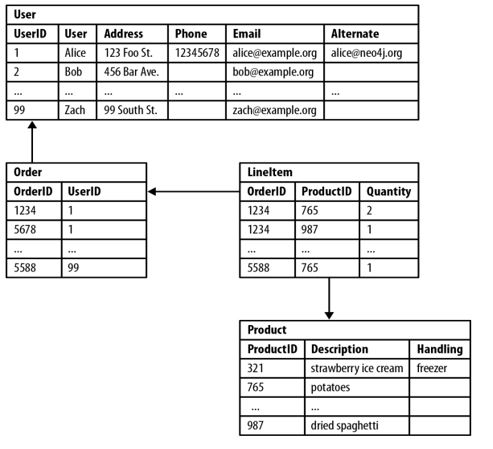 User
UserID User Address Phone Email Alternate
1 Alice 123 Foo St. 12345678 alice@example.org alice@neo4j.org
2 Bob 456 Bar Ave. bob@example.org
... ... ... ... ... ...
99 Zach 99 South St. zach@example.org
Order
OrderID UserID
1234 1
5678 1
... ...
5588 99
LineItem
OrderID ProductID Quantity
1234 765 2
1234 987 1
... ... ...
5588 765 1
Product
ProductID Description Handling
321 strawberry ice cream freezer
765 potatoes
... ...
987 dried spaghetti